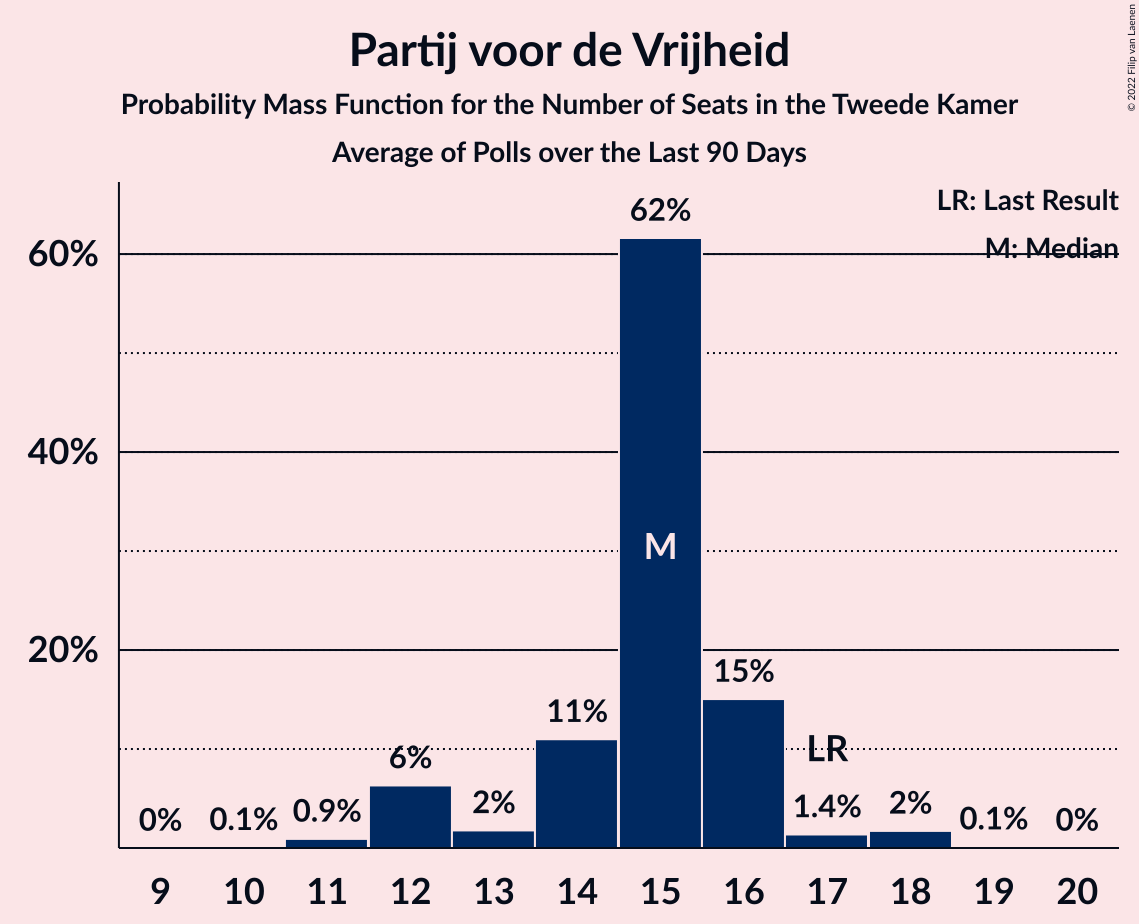 Partij voor de Vrijheid
Probability Mass Function for the Number of Seats in the Tweede Kamer
Average of Polls over the Last 90 Days
© 2022 Filip van Laenen
LR: Last Result
M: Median
60%
40%
20%
0%
0.1%
0.9%
6%
2%
11%
62%
M
15%
LR
1.4%
2%
0.1%
0%
9 10 11 12 13 14 15 16 17 18 19 20